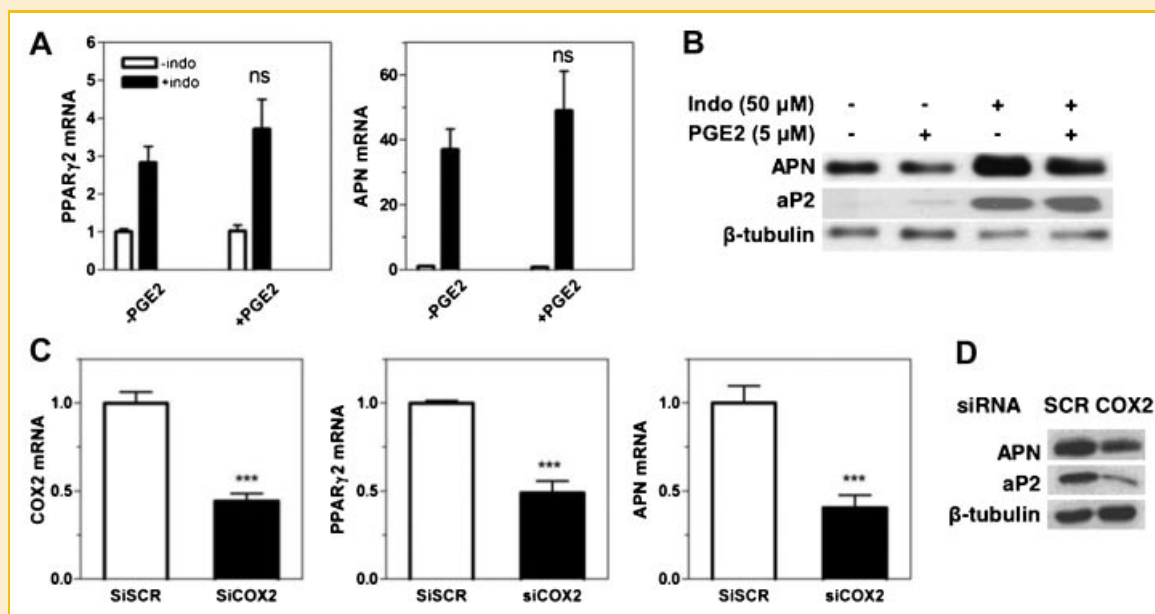 A
PPARγ2 mRNA
6
5
4
3
2
1
0
-indo
+indo
ns
-PGE2
+PGE2
APN mRNA
60
40
20
0
ns
-PGE2
+PGE2
B
Indo (50 μM) - - + +
PGE2 (5 μM) - + - +
APN
aP2
β-tubulin
C
COX2 mRNA
1.0
0.5
0.0
***
SiSCR SiCOX2
PPARγ2 mRNA
1.0
0.5
0.0
***
SiSCR siCOX2
APN mRNA
1.0
0.5
0.0
***
SiSCR siCOX2
D
siRNA SCR COX2
APN
aP2
β-tubulin